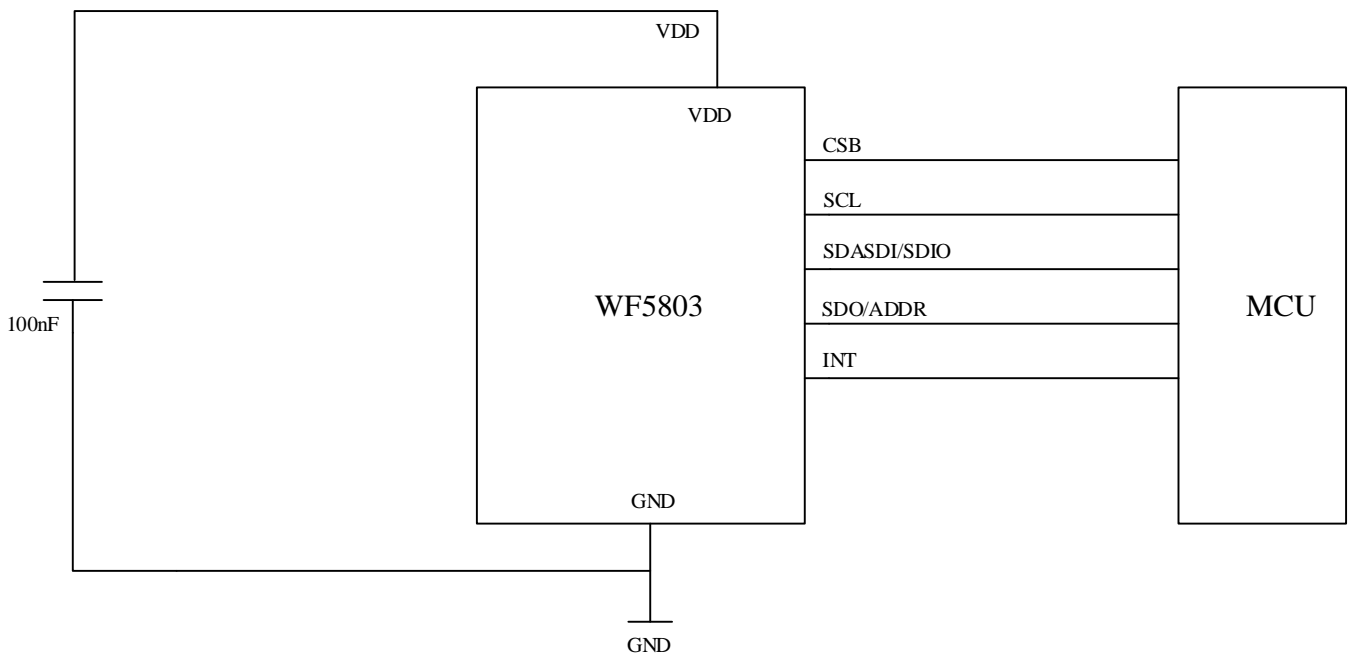 VDD
VDD
CSB
SCL
SDASDI/SDIO
WF5803
SDO/ADDR
MCU
100nF
INT
GND
GND